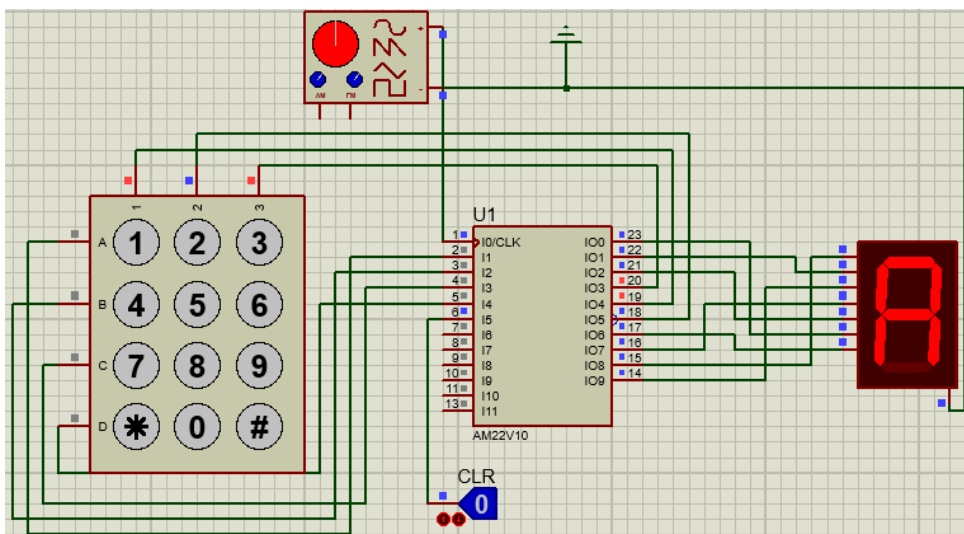 +
AM FM
-
1 2 3
U1
A 1 2 3
B 4 5 6
C 7 8 9
D * 0 #
1 I0/CLK IO0 23
2 I1 IO1 22
3 I2 IO2 21
4 I3 IO3 20
5 I4 IO4 19
6 I5 IO5 18
7 I6 IO6 17
8 I7 IO7 16
9 I8 IO8 15
10 I9 IO9 14
11 I10
13 I11
AM22V10
CLR
0
A